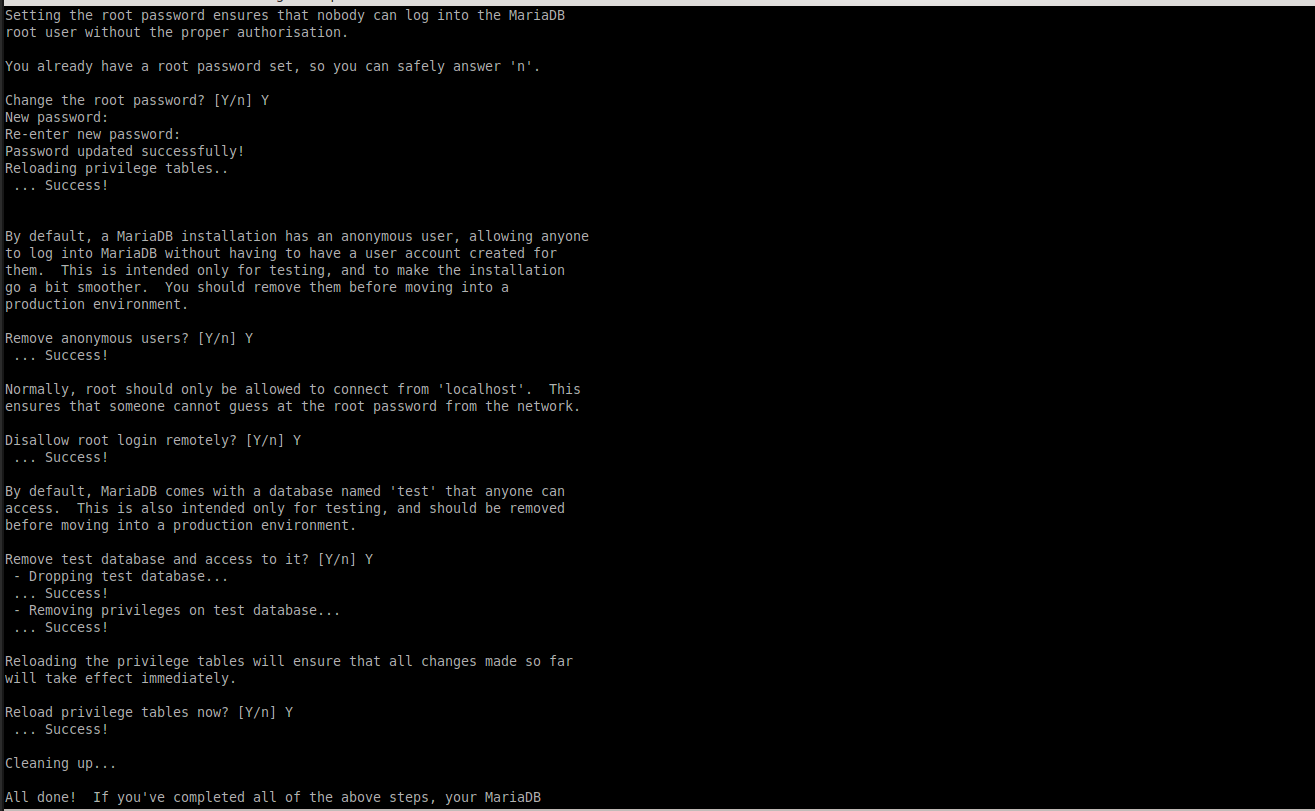 Setting the root password ensures that nobody can log into the MariaDB
root user without the proper authorisation.
You already have a root password set, so you can safely answer 'n'.
Change the root password? [Y/n] Y
New password:
Re-enter new password:
Password updated successfully!
Reloading privilege tables..
... Success!
By default, a MariaDB installation has an anonymous user, allowing anyone
to log into MariaDB without having to have a user account created for
them.  This is intended only for testing, and to make the installation
go a bit smoother.  You should remove them before moving into a
production environment.
Remove anonymous users? [Y/n] Y
... Success!
Normally, root should only be allowed to connect from 'localhost'.  This
ensures that someone cannot guess at the root password from the network.
Disallow root login remotely? [Y/n] Y
... Success!
By default, MariaDB comes with a database named 'test' that anyone can
access.  This is also intended only for testing, and should be removed
before moving into a production environment.
Remove test database and access to it? [Y/n] Y
- Dropping test database...
... Success!
- Removing privileges on test database...
... Success!
Reloading the privilege tables will ensure that all changes made so far
will take effect immediately.
Reload privilege tables now? [Y/n] Y
... Success!
Cleaning up...
All done!  If you've completed all of the above steps, your MariaDB